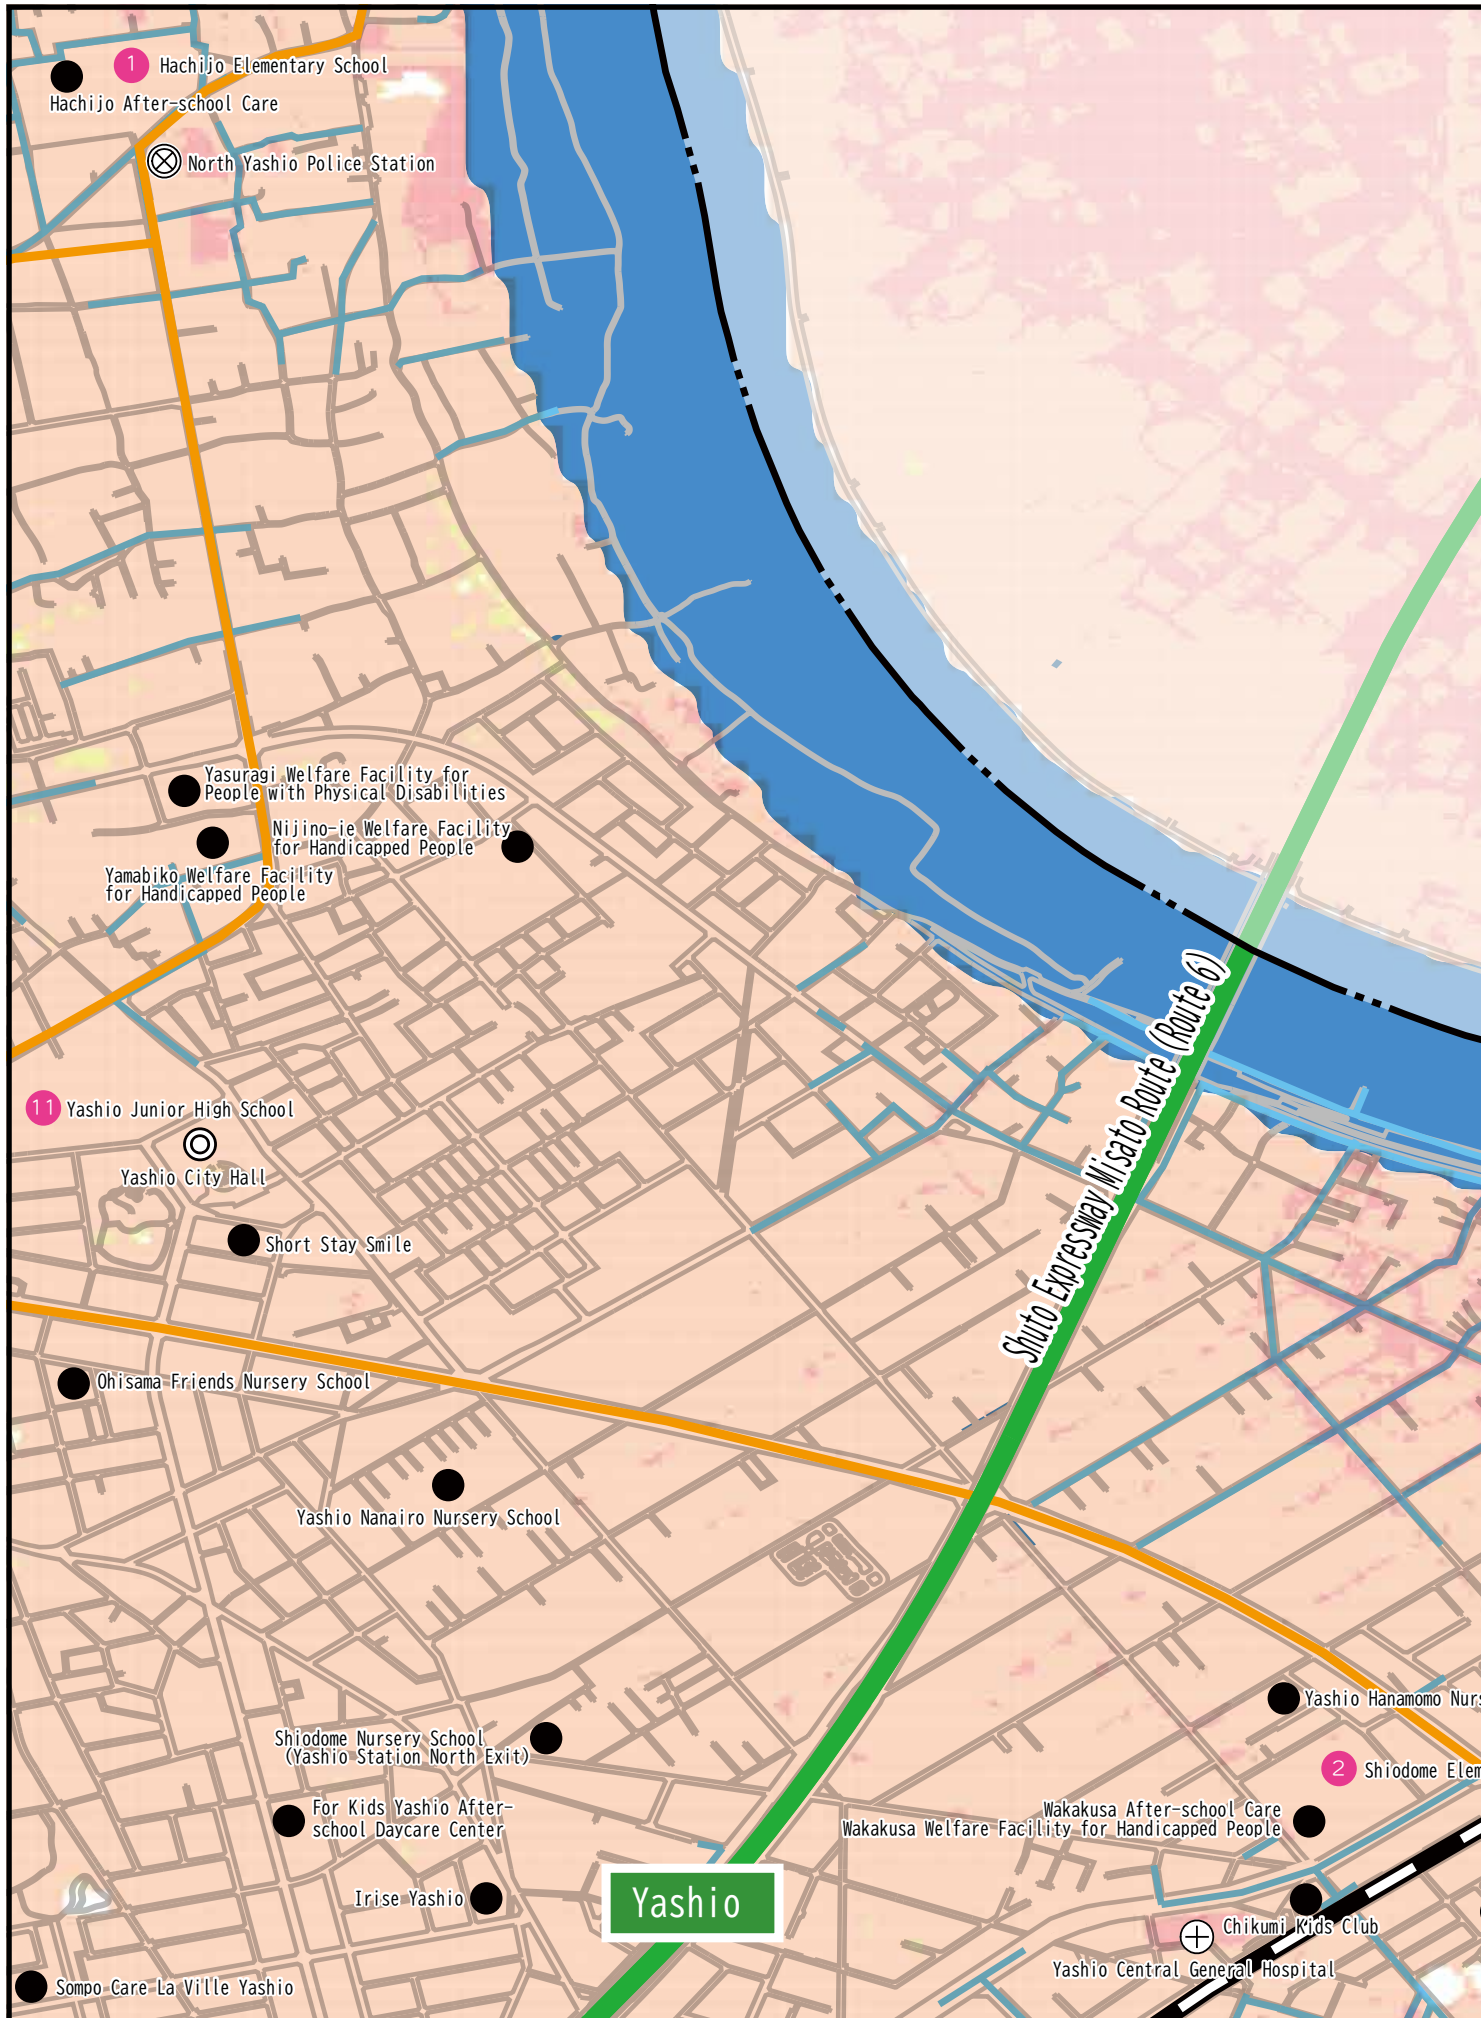 1
Hachijo Elementary School
Hachijo After-school Care
North Yashio Police Station
Yasuragi Welfare Facility for
People with Physical Disabilities
Nijino-ie Welfare Facility
for Handicapped People
Yamabiko Welfare Facility
for Handicapped People
Shuto Expressway Misato Route (Route 6)
11
Yashio Junior High School
Yashio City Hall
Short Stay Smile
Ohisama Friends Nursery School
Yashio Nanairo Nursery School
Yashio Hanamomo Nurs
Shiodome Nursery School
(Yashio Station North Exit)
2
Shiodome Elem
For Kids Yashio After-
school Daycare Center
Wakakusa After-school Care
Wakakusa Welfare Facility for Handicapped People
Irise Yashio
Yashio
Chikumi Kids Club
Yashio Central General Hospital
Sompo Care La Ville Yashio